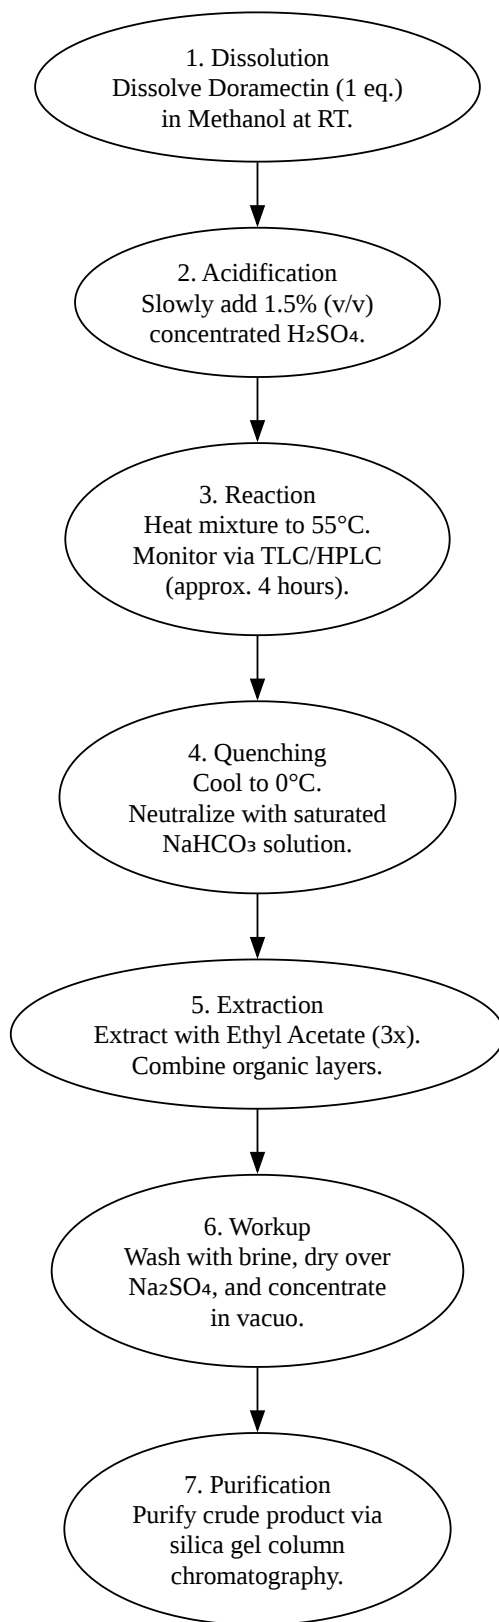 1. Dissolution
Dissolve Doramectin (1 eq.)
in Methanol at RT.
2. Acidification
Slowly add 1.5% (v/v)
concentrated H₂SO₄.
3. Reaction
Heat mixture to 55°C.
Monitor via TLC/HPLC
(approx. 4 hours).
4. Quenching
Cool to 0°C.
Neutralize with saturated
NaHCO₃ solution.
5. Extraction
Extract with Ethyl Acetate (3x).
Combine organic layers.
6. Workup
Wash with brine, dry over
Na₂SO₄, and concentrate
in vacuo.
7. Purification
Purify crude product via
silica gel column
chromatography.